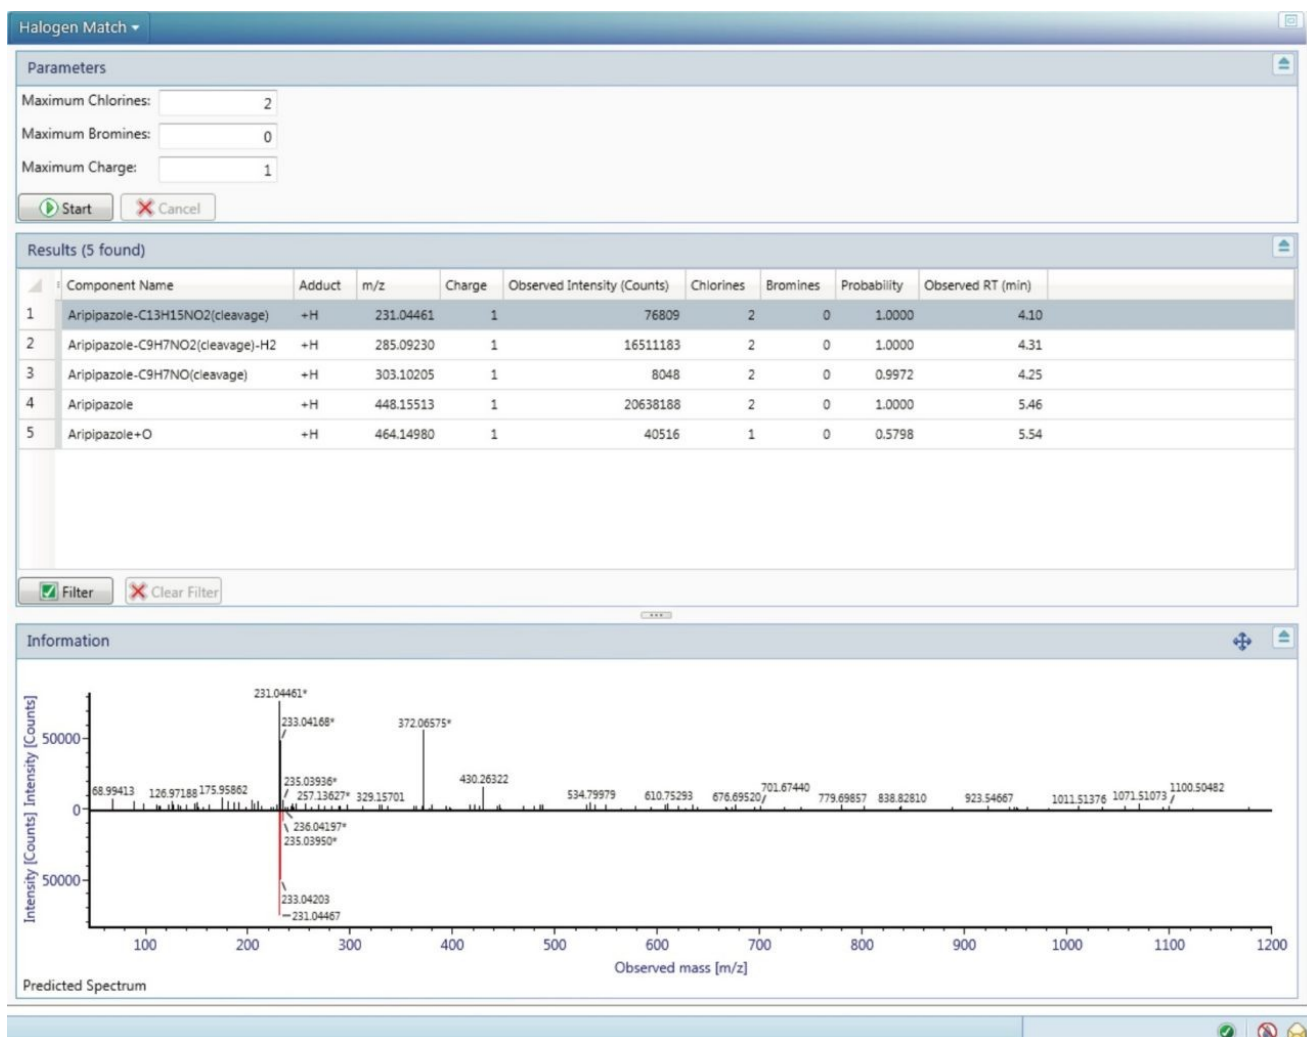 Halogen Match
Parameters
Maximum Chlorines: 2
Maximum Bromines: 0
Maximum Charge: 1
Start Cancel
Results (5 found)
Component Name Adduct m/z Charge Observed Intensity (Counts) Chlorines Bromines Probability Observed RT (min)
1 Aripipazole-C13H15NO2(cleavage) +H 231.04461 1 76809 2 0 1.0000 4.10
2 Aripipazole-C9H7NO2(cleavage)-H2 +H 285.09230 1 16511183 2 0 1.0000 4.31
3 Aripipazole-C9H7NO(cleavage) +H 303.10205 1 8048 2 0 0.9972 4.25
4 Aripipazole +H 448.15513 1 20638188 2 0 1.0000 5.46
5 Aripipazole+O +H 464.14980 1 40516 1 0 0.5798 5.54
Filter Clear Filter
Information
Intensity [Counts] Intensity [Counts]
231.04461*
233.04168* 372.06575*
50000
235.03936* 430.26322
68.99413 126.97188 175.95862 257.13627* 329.15701 534.79979 610.75293 676.69520 701.67440 779.69857 838.82810 923.54667 1011.51376 1071.51073 1100.50482
0
236.04197*
235.03950*
50000
233.04203
231.04467
100 200 300 400 500 600 700 800 900 1000 1100 1200
Observed mass [m/z]
Predicted Spectrum